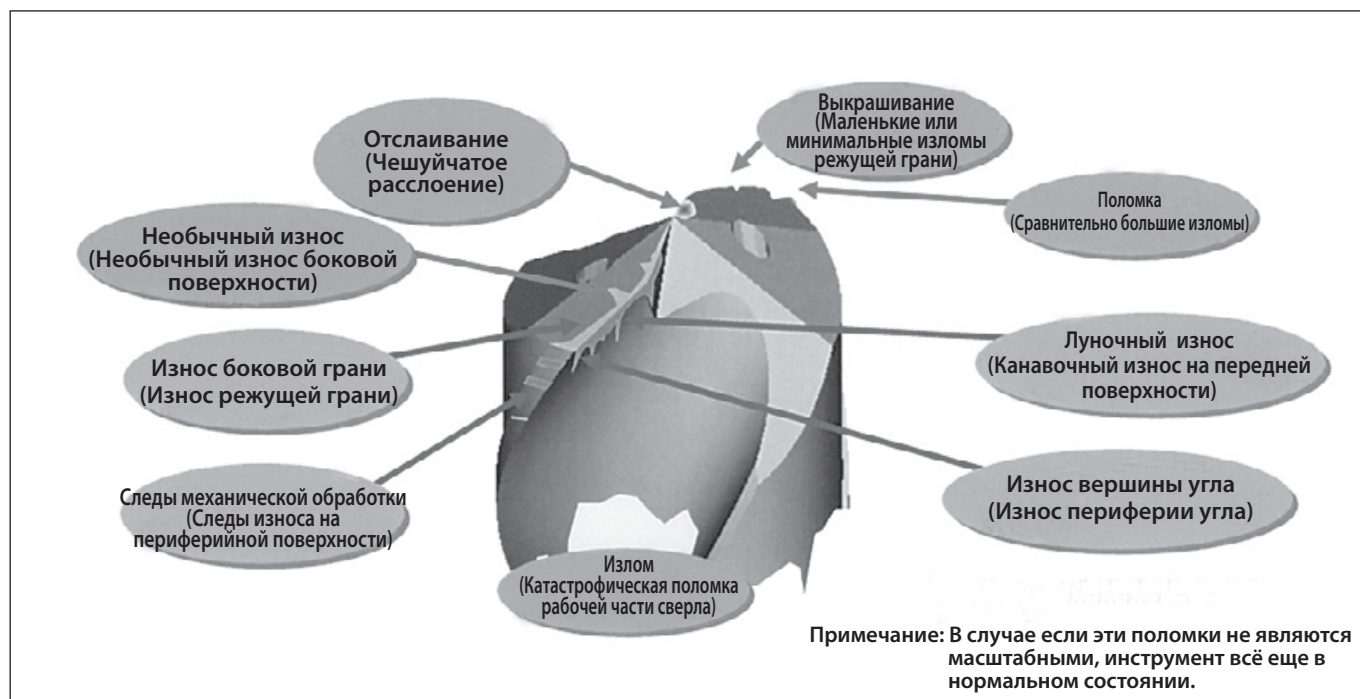 Выкрашивание
(Маленькие или
минимальные изломы
режущей грани)
Отслаивание
(Чешуйчатое
расслоение)
Поломка
(Сравнительно большие изломы)
Необычный износ
(Необычный износ боковой
поверхности)
Износ боковой грани
(Износ режущей грани)
Луночный износ
(Канавочный износ на передней
поверхности)
Следы механической обработки
(Следы износа на
периферийной поверхности)
Износ вершины угла
(Износ периферии угла)
Излом
(Катастрофическая поломка
рабочей части сверла)
Примечание: В случае если эти поломки не являются
масштабными, инструмент всё еще в
нормальном состоянии.